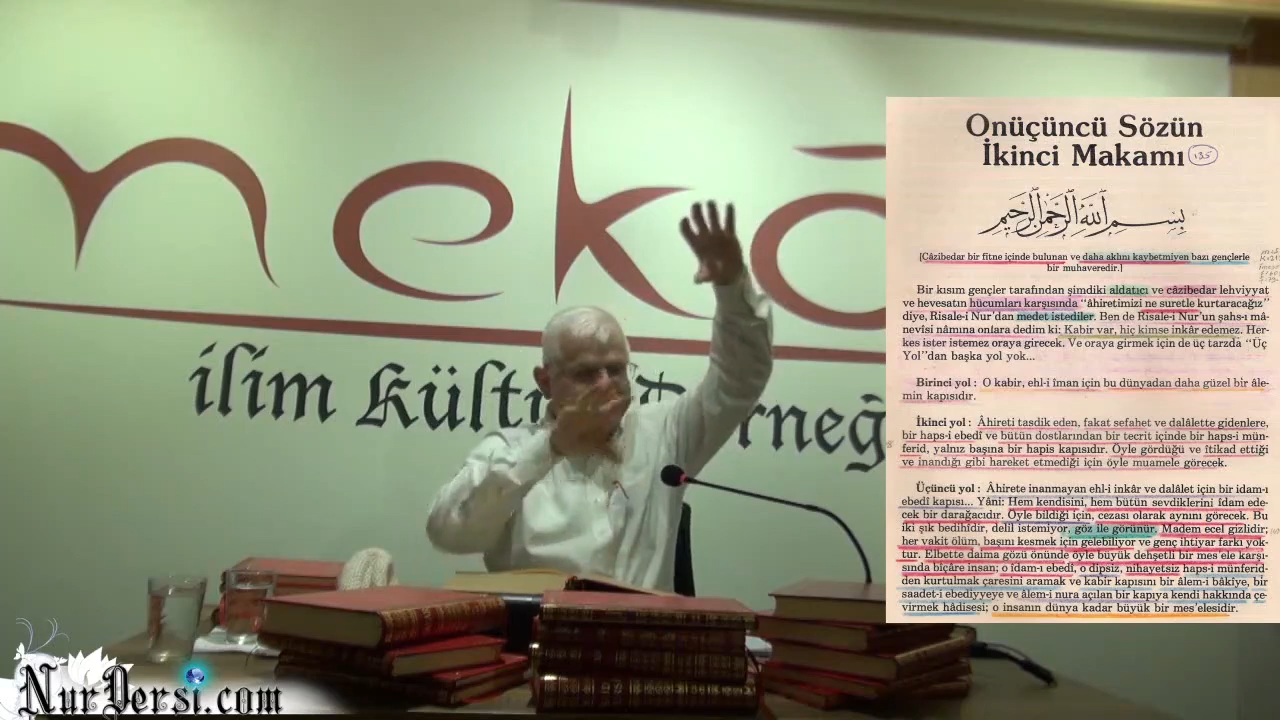 mekâ
ilim Kültür Derneğ
NurDersi.com
Onüçüncü Sözün
İkinci Makamı
135
بِسْمِ اللّٰهِ الرَّحْمٰنِ الرَّحِيمِ
[Câzibedar bir fitne içinde bulunan ve daha aklını kaybetmiyen bazı gençlerle
bir muhaveredir.]
Bir kısım gençler tarafından şimdiki aldatıcı ve câzibedar lehviyyat
ve hevesatın hücumları karşısında "âhiretimizi ne suretle kurtaracağız"
diye, Risale-i Nur'dan medet istediler. Ben de Risale-i Nur'un şahs-ı mâ-
nevîsi nâmına onlara dedim ki: Kabir var, hiç kimse inkâr edemez. Her-
kes ister istemez oraya girecek. Ve oraya girmek için de üç tarzda "Üç
Yol"dan başka yol yok...
Birinci yol : O kabir, ehl-i îman için bu dünyadan daha güzel bir âle-
min kapısıdır.
İkinci yol : Âhireti tasdik eden, fakat sefahet ve dalâlette gidenlere,
bir haps-i ebedî ve bütün dostlarından bir tecrit içinde bir haps-i mün-
ferid, yalnız başına bir hapis kapısıdır. Öyle gördüğü ve îtikad ettiği
ve inandığı gibi hareket etmediği için öyle muamele görecek.
Üçüncü yol : Âhirete inanmayan ehl-i inkâr ve dalâlet için bir idam-ı
ebedî kapısı... Yâni: Hem kendisini, hem bütün sevdiklerini îdam ede-
cek bir darağacıdır. Öyle bildiği için, cezası olarak aynını görecek. Bu
iki şık bedihîdir, delil istemiyor, göz ile görünür. Madem ecel gizlidir;
her vakit ölüm, başını kesmek için gelebiliyor ve genç ihtiyar farkı yok-
tur. Elbette daima gözü önünde öyle büyük dehşetli bir mes'ele karşı-
sında bîçâre insan; o îdam-ı ebedî, o dipsiz, nihayetsiz haps-i münferid-
den kurtulmak çaresini aramak ve kabir kapısını bir âlem-i bâkiye, bir
saadet-i ebediyyeye ve âlem-i nura açılan bir kapıya kendi hakkında çe-
virmek hâdisesi; o insanın dünya kadar büyük bir mes'elesidir.